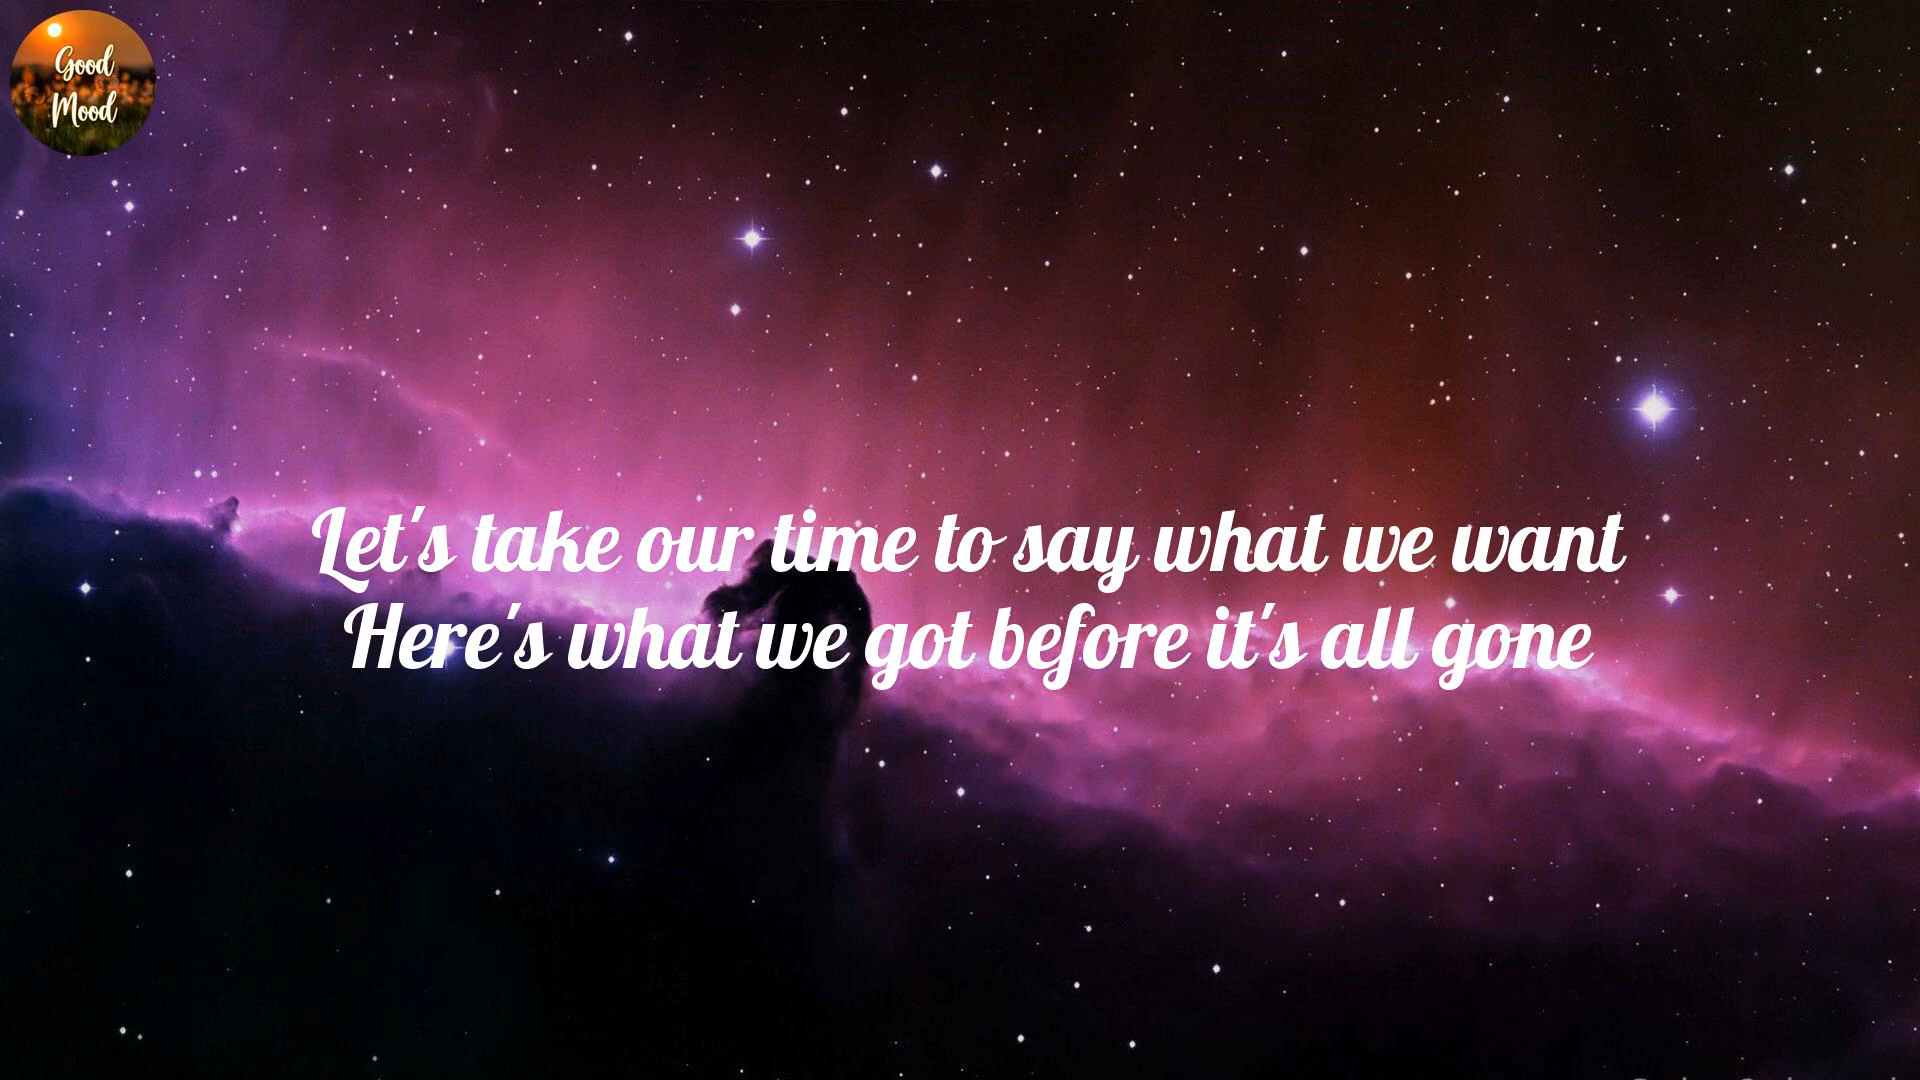 Good
Mood
Let's take our time to say what we want
Here's what we got before it's all gone